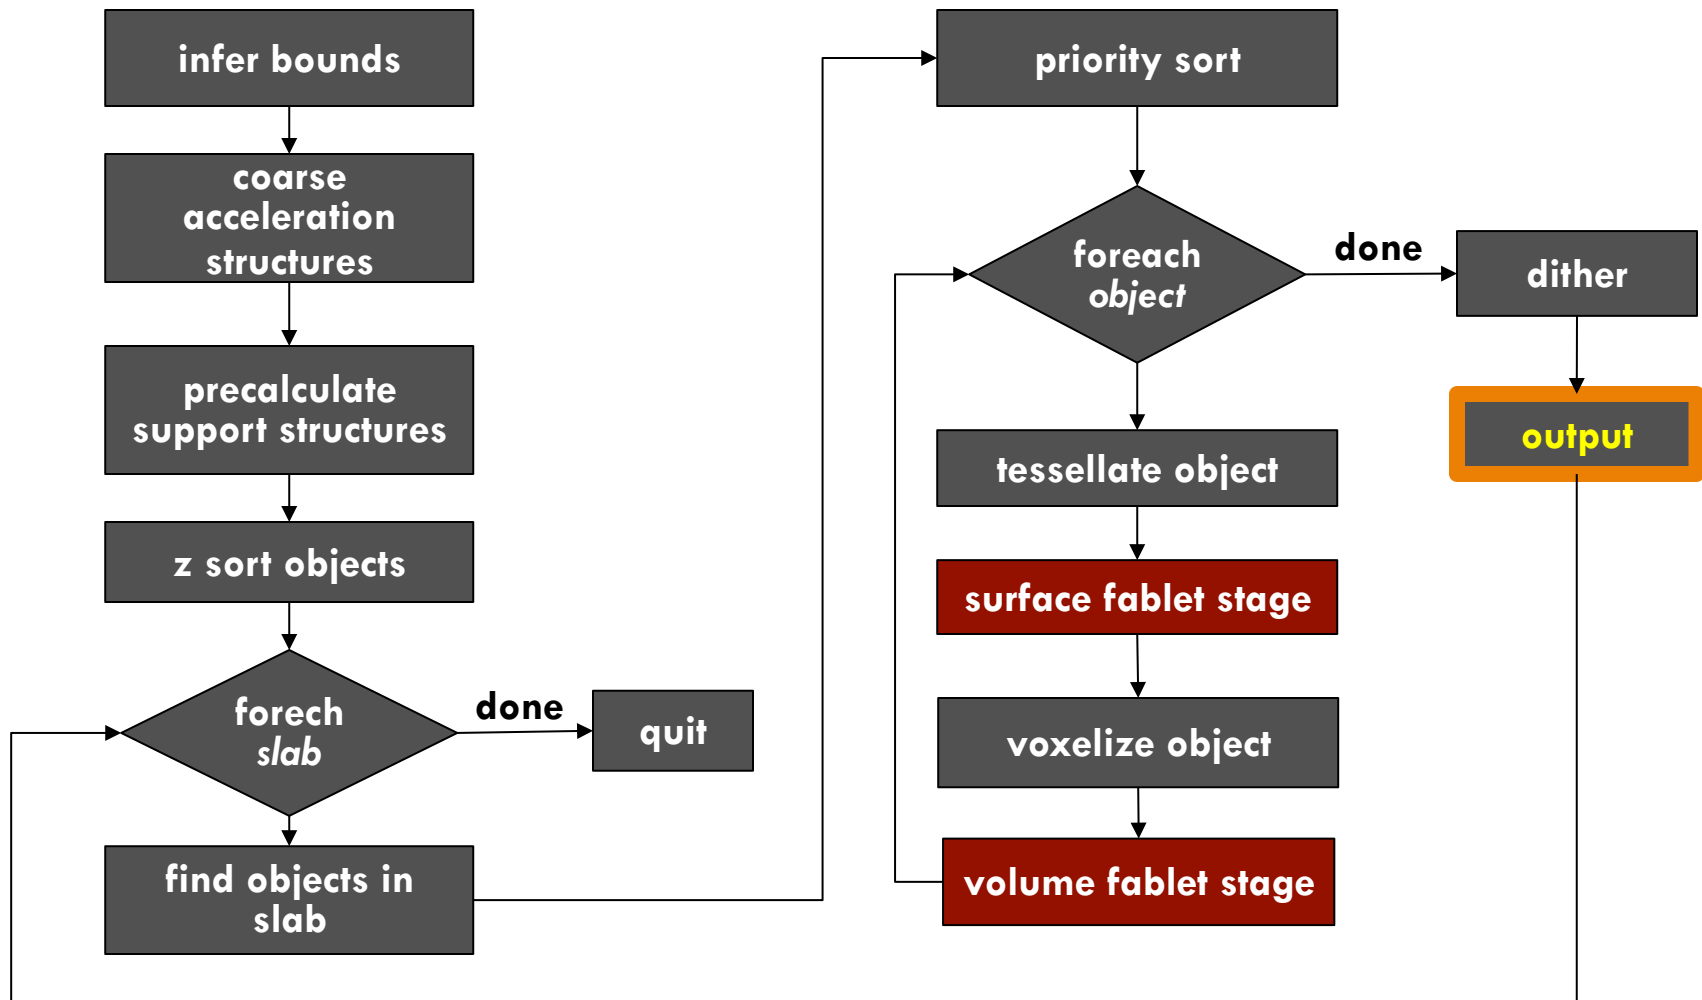 infer bounds
coarse
acceleration
structures
precalculate
support structures
z sort objects
forech
slab
done
quit
find objects in
slab
priority sort
foreach
object
done
dither
output
tessellate object
surface fablet stage
voxelize object
volume fablet stage